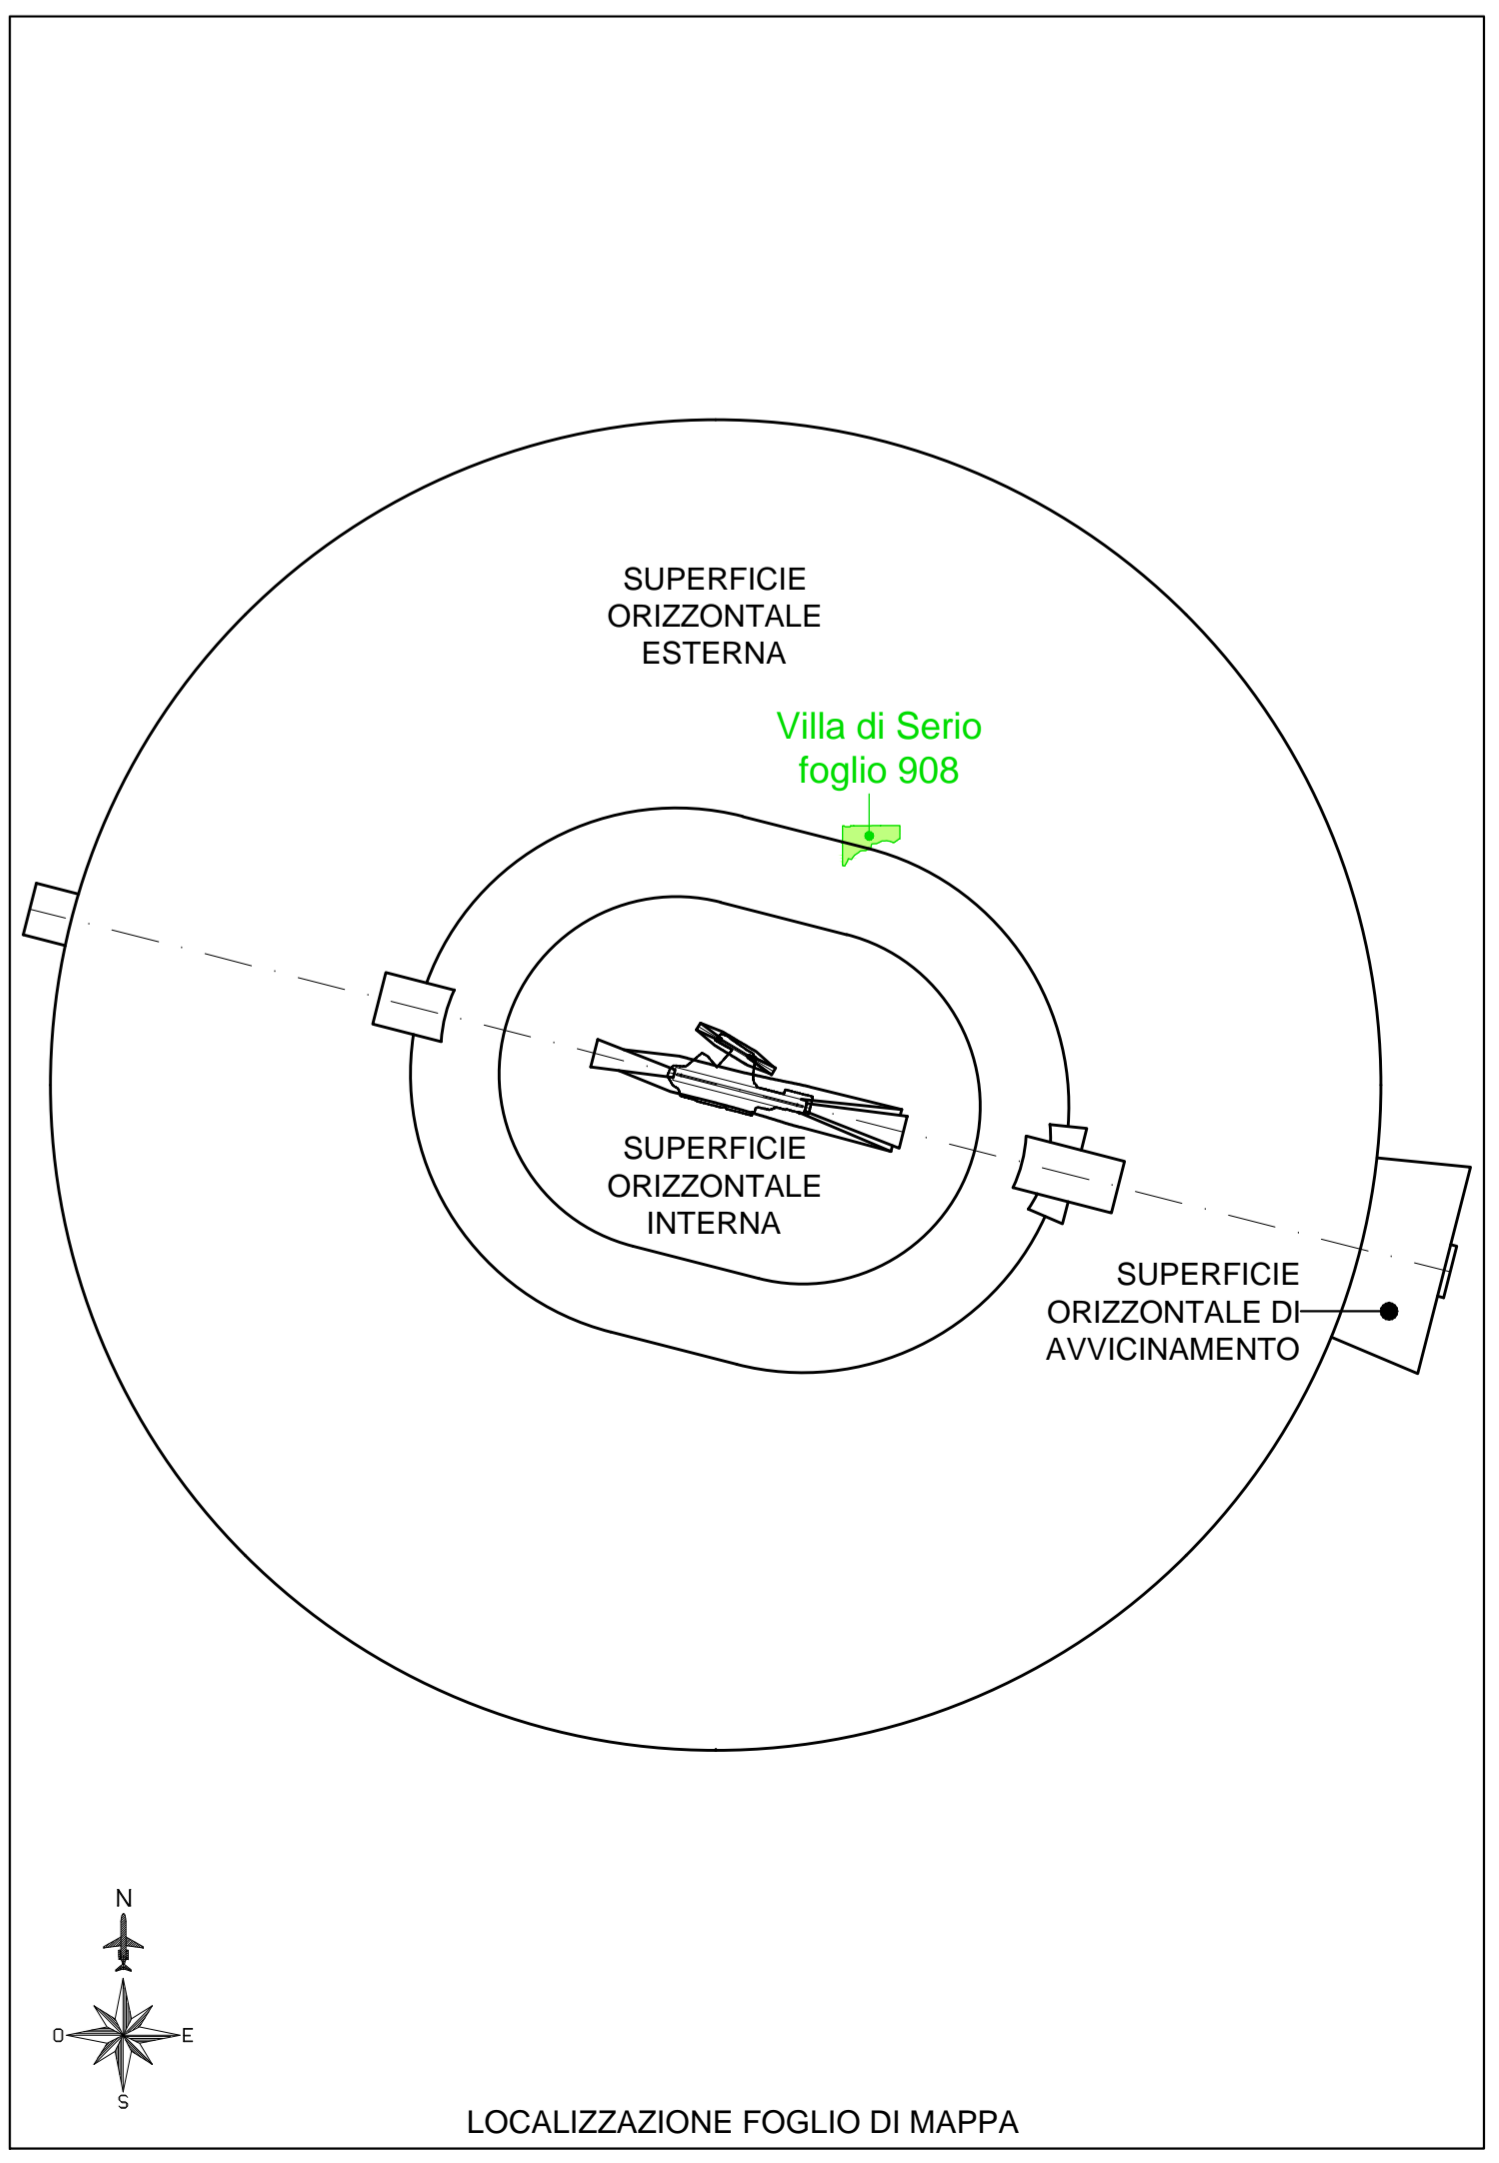 SUPERFICIE
ORIZZONTALE
ESTERNA
Villa di Serio
foglio 908
SUPERFICIE
ORIZZONTALE
INTERNA
SUPERFICIE
ORIZZONTALE DI
AVVICINAMENTO
N
O
E
S
LOCALIZZAZIONE FOGLIO DI MAPPA